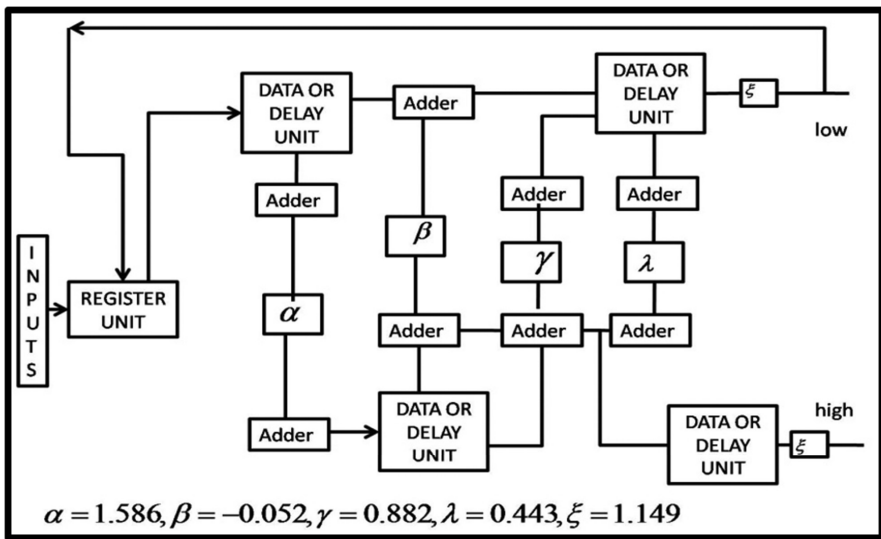 DATA OR
DELAY
UNIT
Adder
DATA OR
DELAY
UNIT
ξ
low
Adder
Adder
Adder
β
γ
λ
I
N
P
U
T
S
REGISTER
UNIT
α
Adder
Adder
Adder
Adder
DATA OR
DELAY
UNIT
DATA OR
DELAY
UNIT
ξ
high
α = 1.586, β = −0.052, γ = 0.882, λ = 0.443, ξ = 1.149